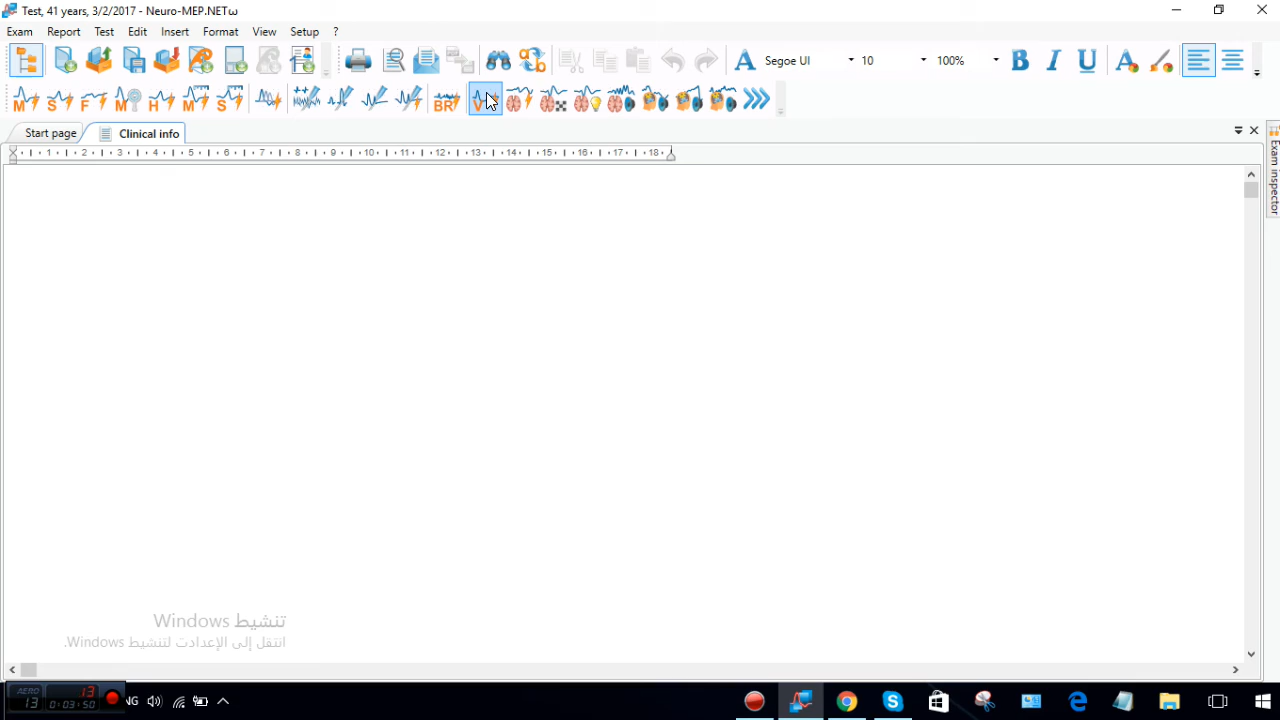 Test, 41 years, 3/2/2017 - Neuro-MEP.NETω
Exam Report Test Edit Insert Format View Setup ?
A Segoe UI 10 100% B I U A
M S F M H M S BR V
Start page Clinical info
1 2 3 4 5 6 7 8 9 10 11 12 13 14 15 16 17 18
Exam inspector
تنشيط Windows
انتقل إلى الإعدادت لتنشيط Windows.
AERO 13
13 1:03:50
NG